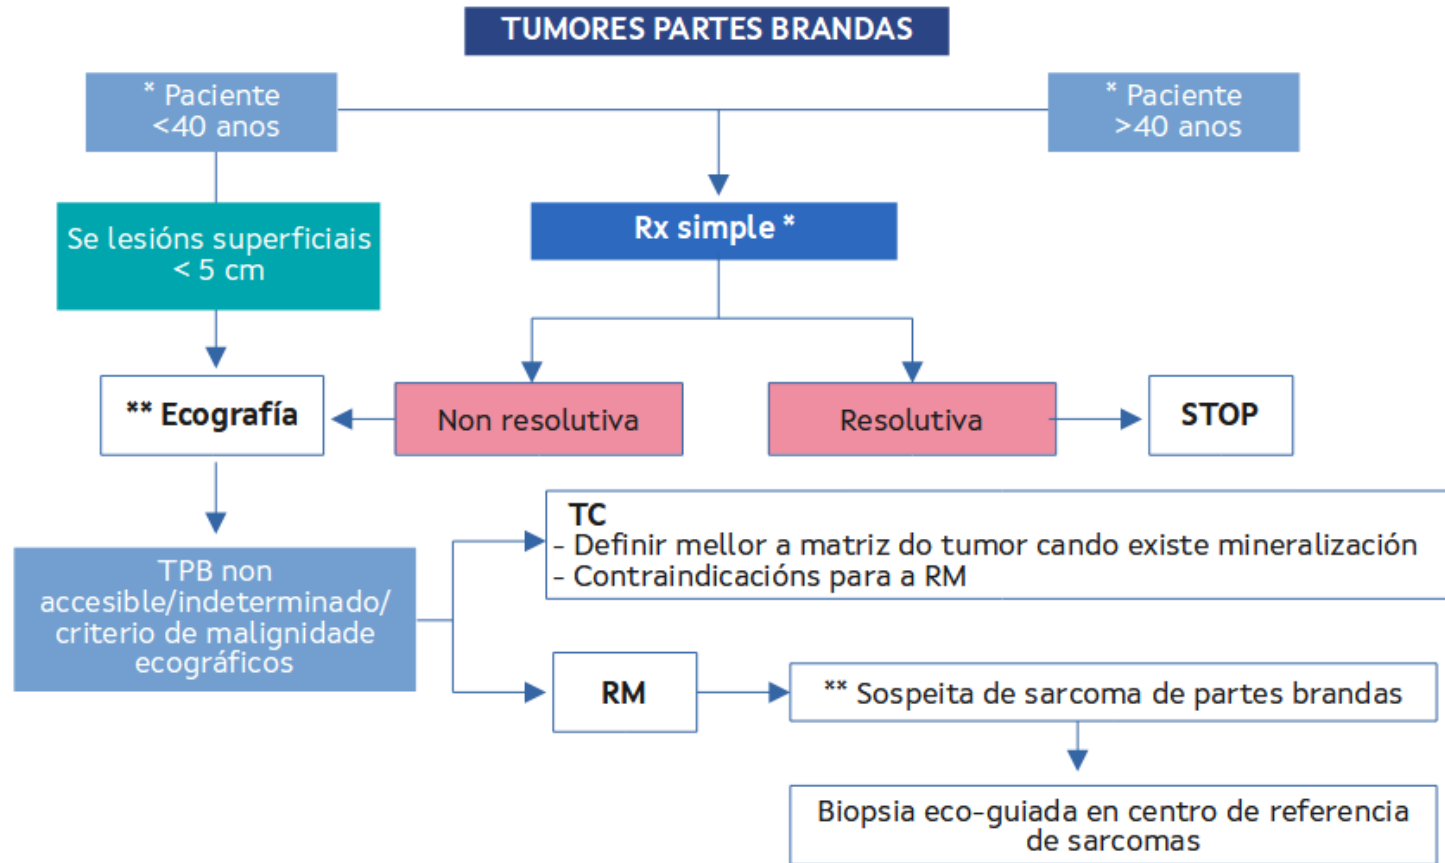 TUMORES PARTES BRANDAS
* Paciente
<40 anos
* Paciente
>40 anos
Se lesións superficiais
< 5 cm
Rx simple *
** Ecografía
Non resolutiva
Resolutiva
STOP
TPB non
accesible/indeterminado/
criterio de malignidade
ecográficos
TC
- Definir mellor a matriz do tumor cando existe mineralización
- Contraindicacións para a RM
RM
** Sospeita de sarcoma de partes brandas
Biopsia eco-guiada en centro de referencia
de sarcomas